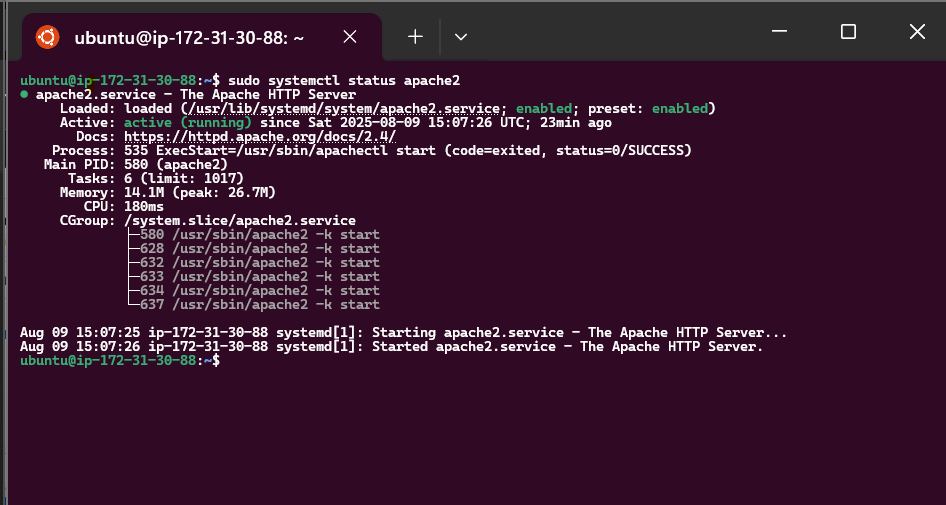 ubuntu@ip-172-31-30-88: ~
ubuntu@ip-172-31-30-88:~$ sudo systemctl status apache2
● apache2.service - The Apache HTTP Server
     Loaded: loaded (/usr/lib/systemd/system/apache2.service; enabled; preset: enabled)
     Active: active (running) since Sat 2025-08-09 15:07:26 UTC; 23min ago
       Docs: https://httpd.apache.org/docs/2.4/
    Process: 535 ExecStart=/usr/sbin/apachectl start (code=exited, status=0/SUCCESS)
   Main PID: 580 (apache2)
      Tasks: 6 (limit: 1017)
     Memory: 14.1M (peak: 26.7M)
        CPU: 180ms
     CGroup: /system.slice/apache2.service
             ├─580 /usr/sbin/apache2 -k start
             ├─628 /usr/sbin/apache2 -k start
             ├─632 /usr/sbin/apache2 -k start
             ├─633 /usr/sbin/apache2 -k start
             ├─634 /usr/sbin/apache2 -k start
             └─637 /usr/sbin/apache2 -k start
Aug 09 15:07:25 ip-172-31-30-88 systemd[1]: Starting apache2.service - The Apache HTTP Server...
Aug 09 15:07:26 ip-172-31-30-88 systemd[1]: Started apache2.service - The Apache HTTP Server.
ubuntu@ip-172-31-30-88:~$